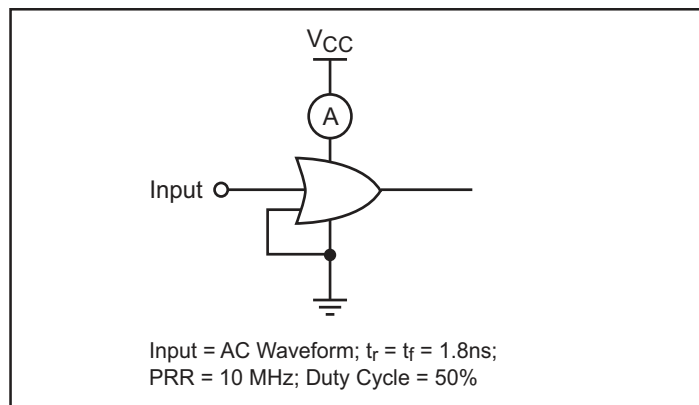 VCC
A
Input
Input = AC Waveform; tr = tf = 1.8ns;
PRR = 10 MHz; Duty Cycle = 50%